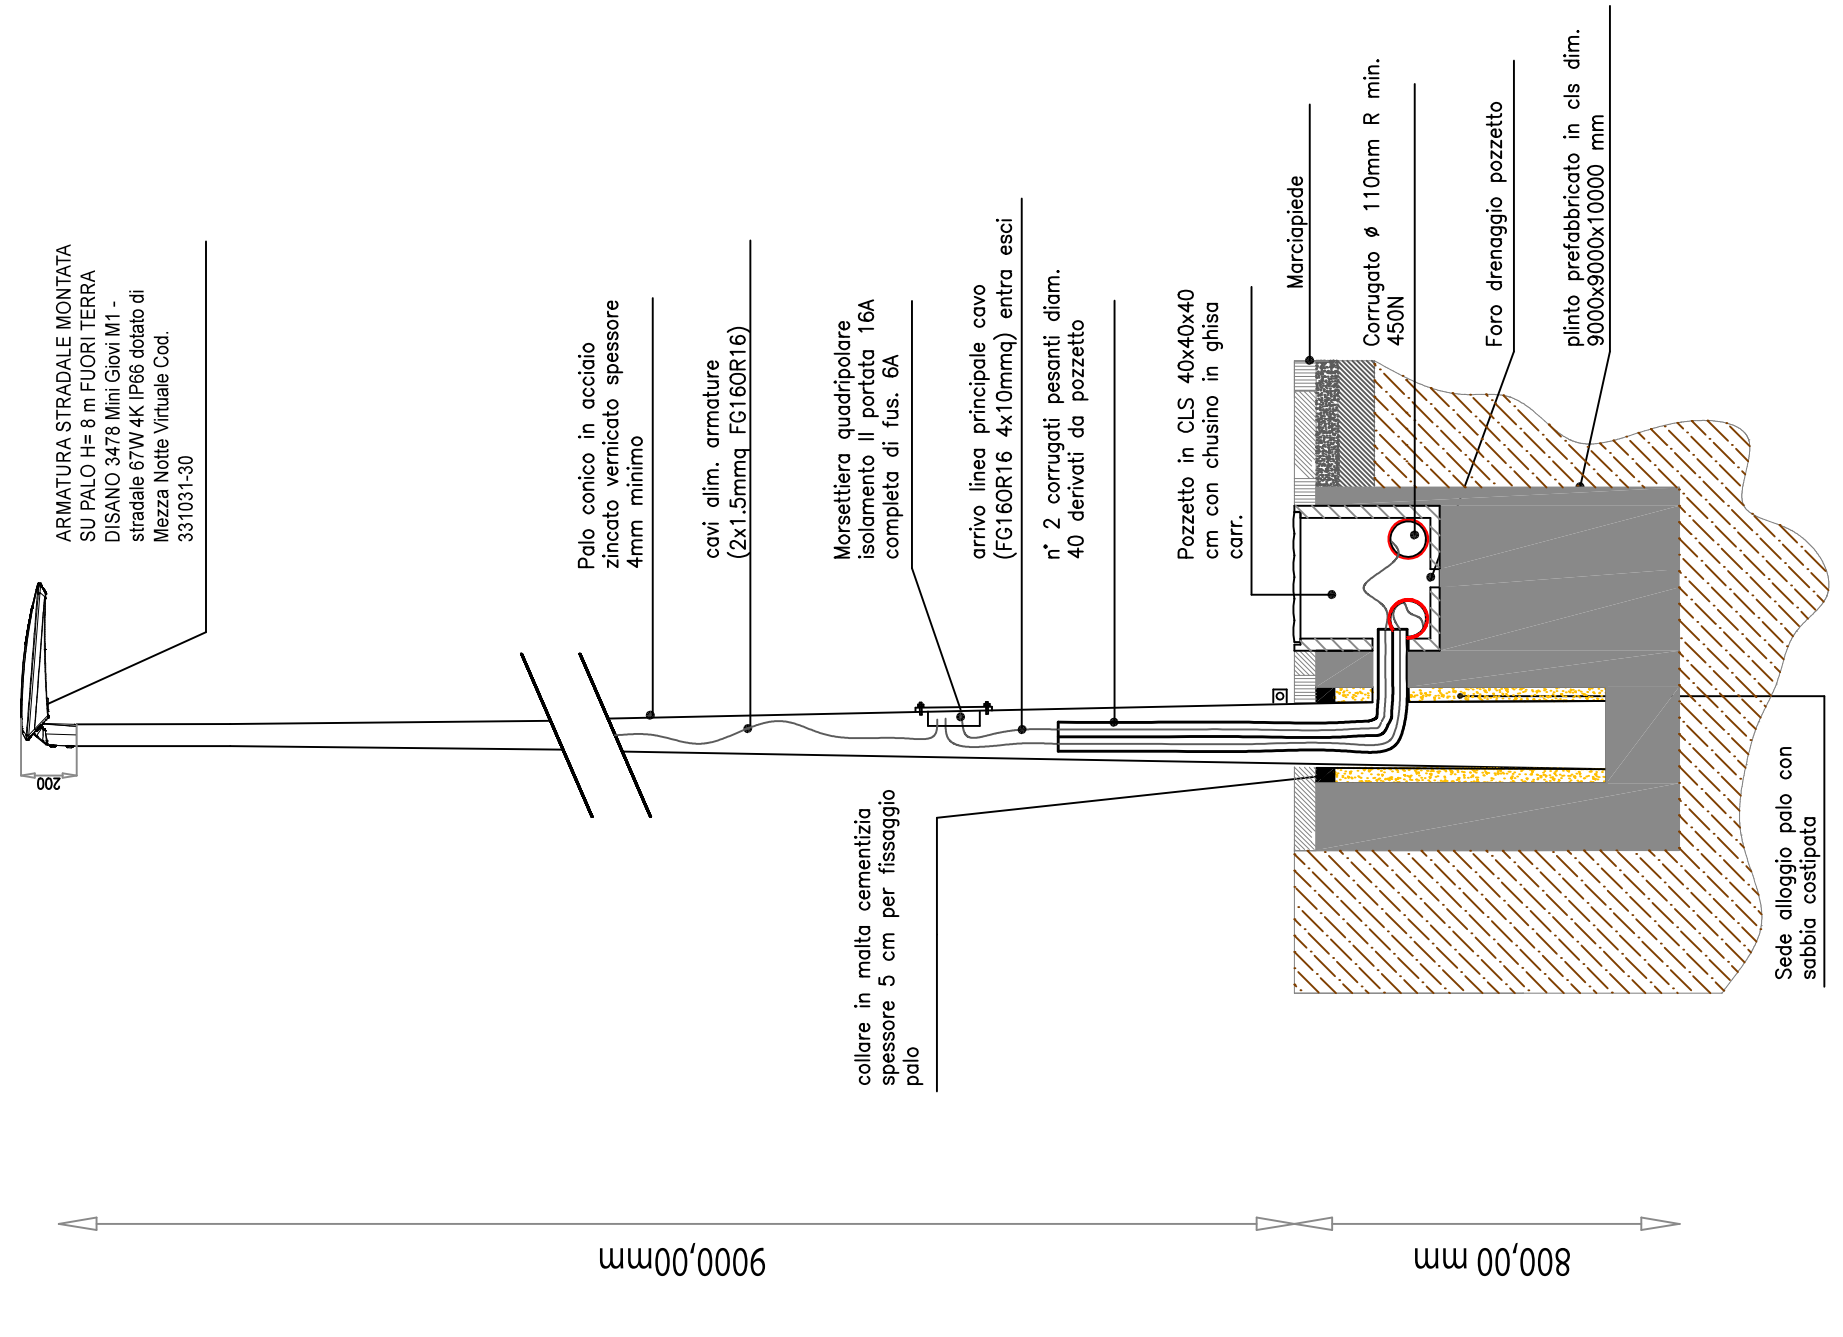 ARMATURA STRADALE MONTATA
SU PALO H= 8 m FUORI TERRA
DISANO 3478 Mini Giovi M1 -
stradale 67W 4K IP66 dotato di
Mezza Notte Virtuale Cod.
331031-30
200
Palo conico in acciaio
zincato vernicato spessore
4mm minimo
cavi alim. armature
(2x1.5mmq FG16OR16)
Morsettiera quadripolare
isolamento II portata 16A
completa di fus. 6A
arrivo linea principale cavo
(FG16OR16 4x10mmq) entra esci
n° 2 corrugati pesanti diam.
40 derivati da pozzetto
Pozzetto in CLS 40x40x40
cm con chusino in ghisa
carr.
Marciapiede
Corrugato ø 110mm R min.
450N
Foro drenaggio pozzetto
plinto prefabbricato in cls dim.
9000x9000x10000 mm
collare in malta cementizia
spessore 5 cm per fissaggio
palo
Sede alloggio palo con
sabbia costipata
9000,00mm
800,00 mm